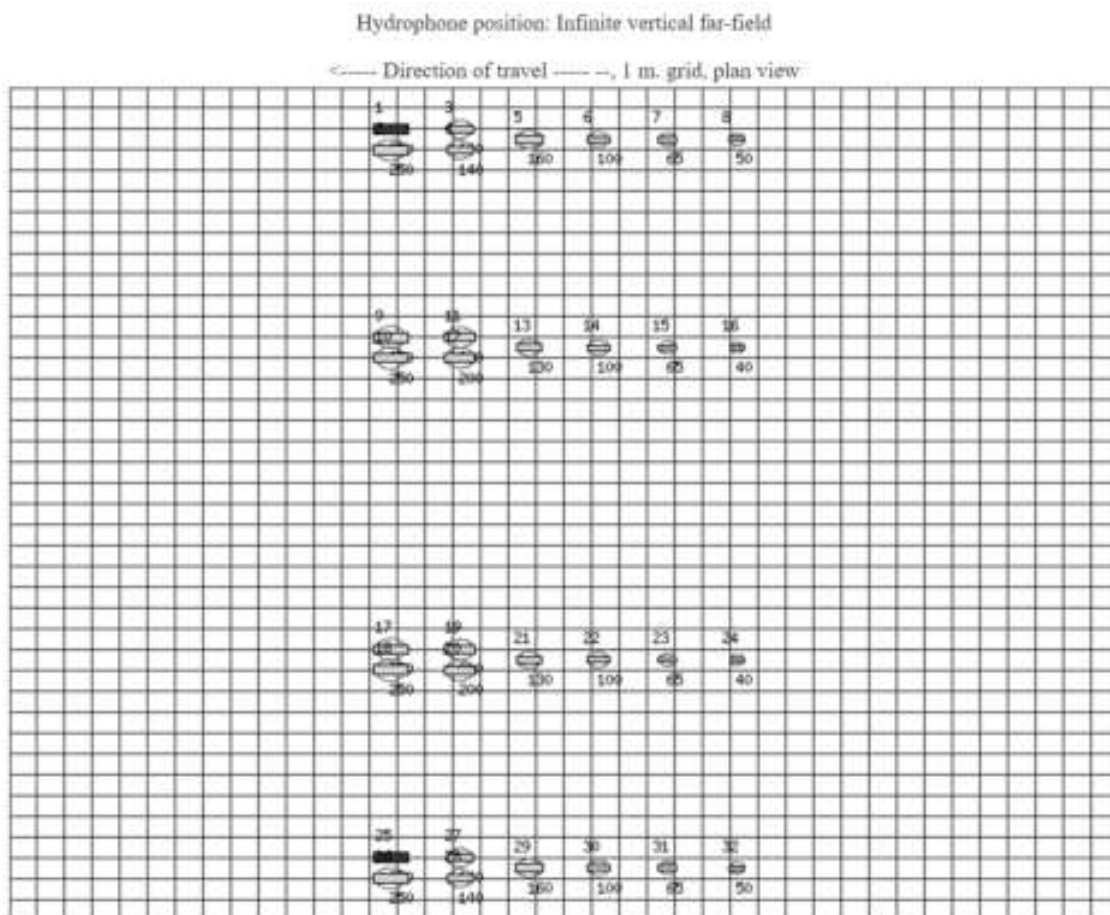 Hydrophone position: Infinite vertical far-field
<----- Direction of travel ----- --, 1 m. grid, plan view
1 3 5 6 7 8
250 140 160 100 65 50
9 11 13 14 15 16
250 200 130 100 65 40
17 19 21 22 23 24
250 200 130 100 65 40
25 27 29 30 31 32
250 140 160 100 65 50